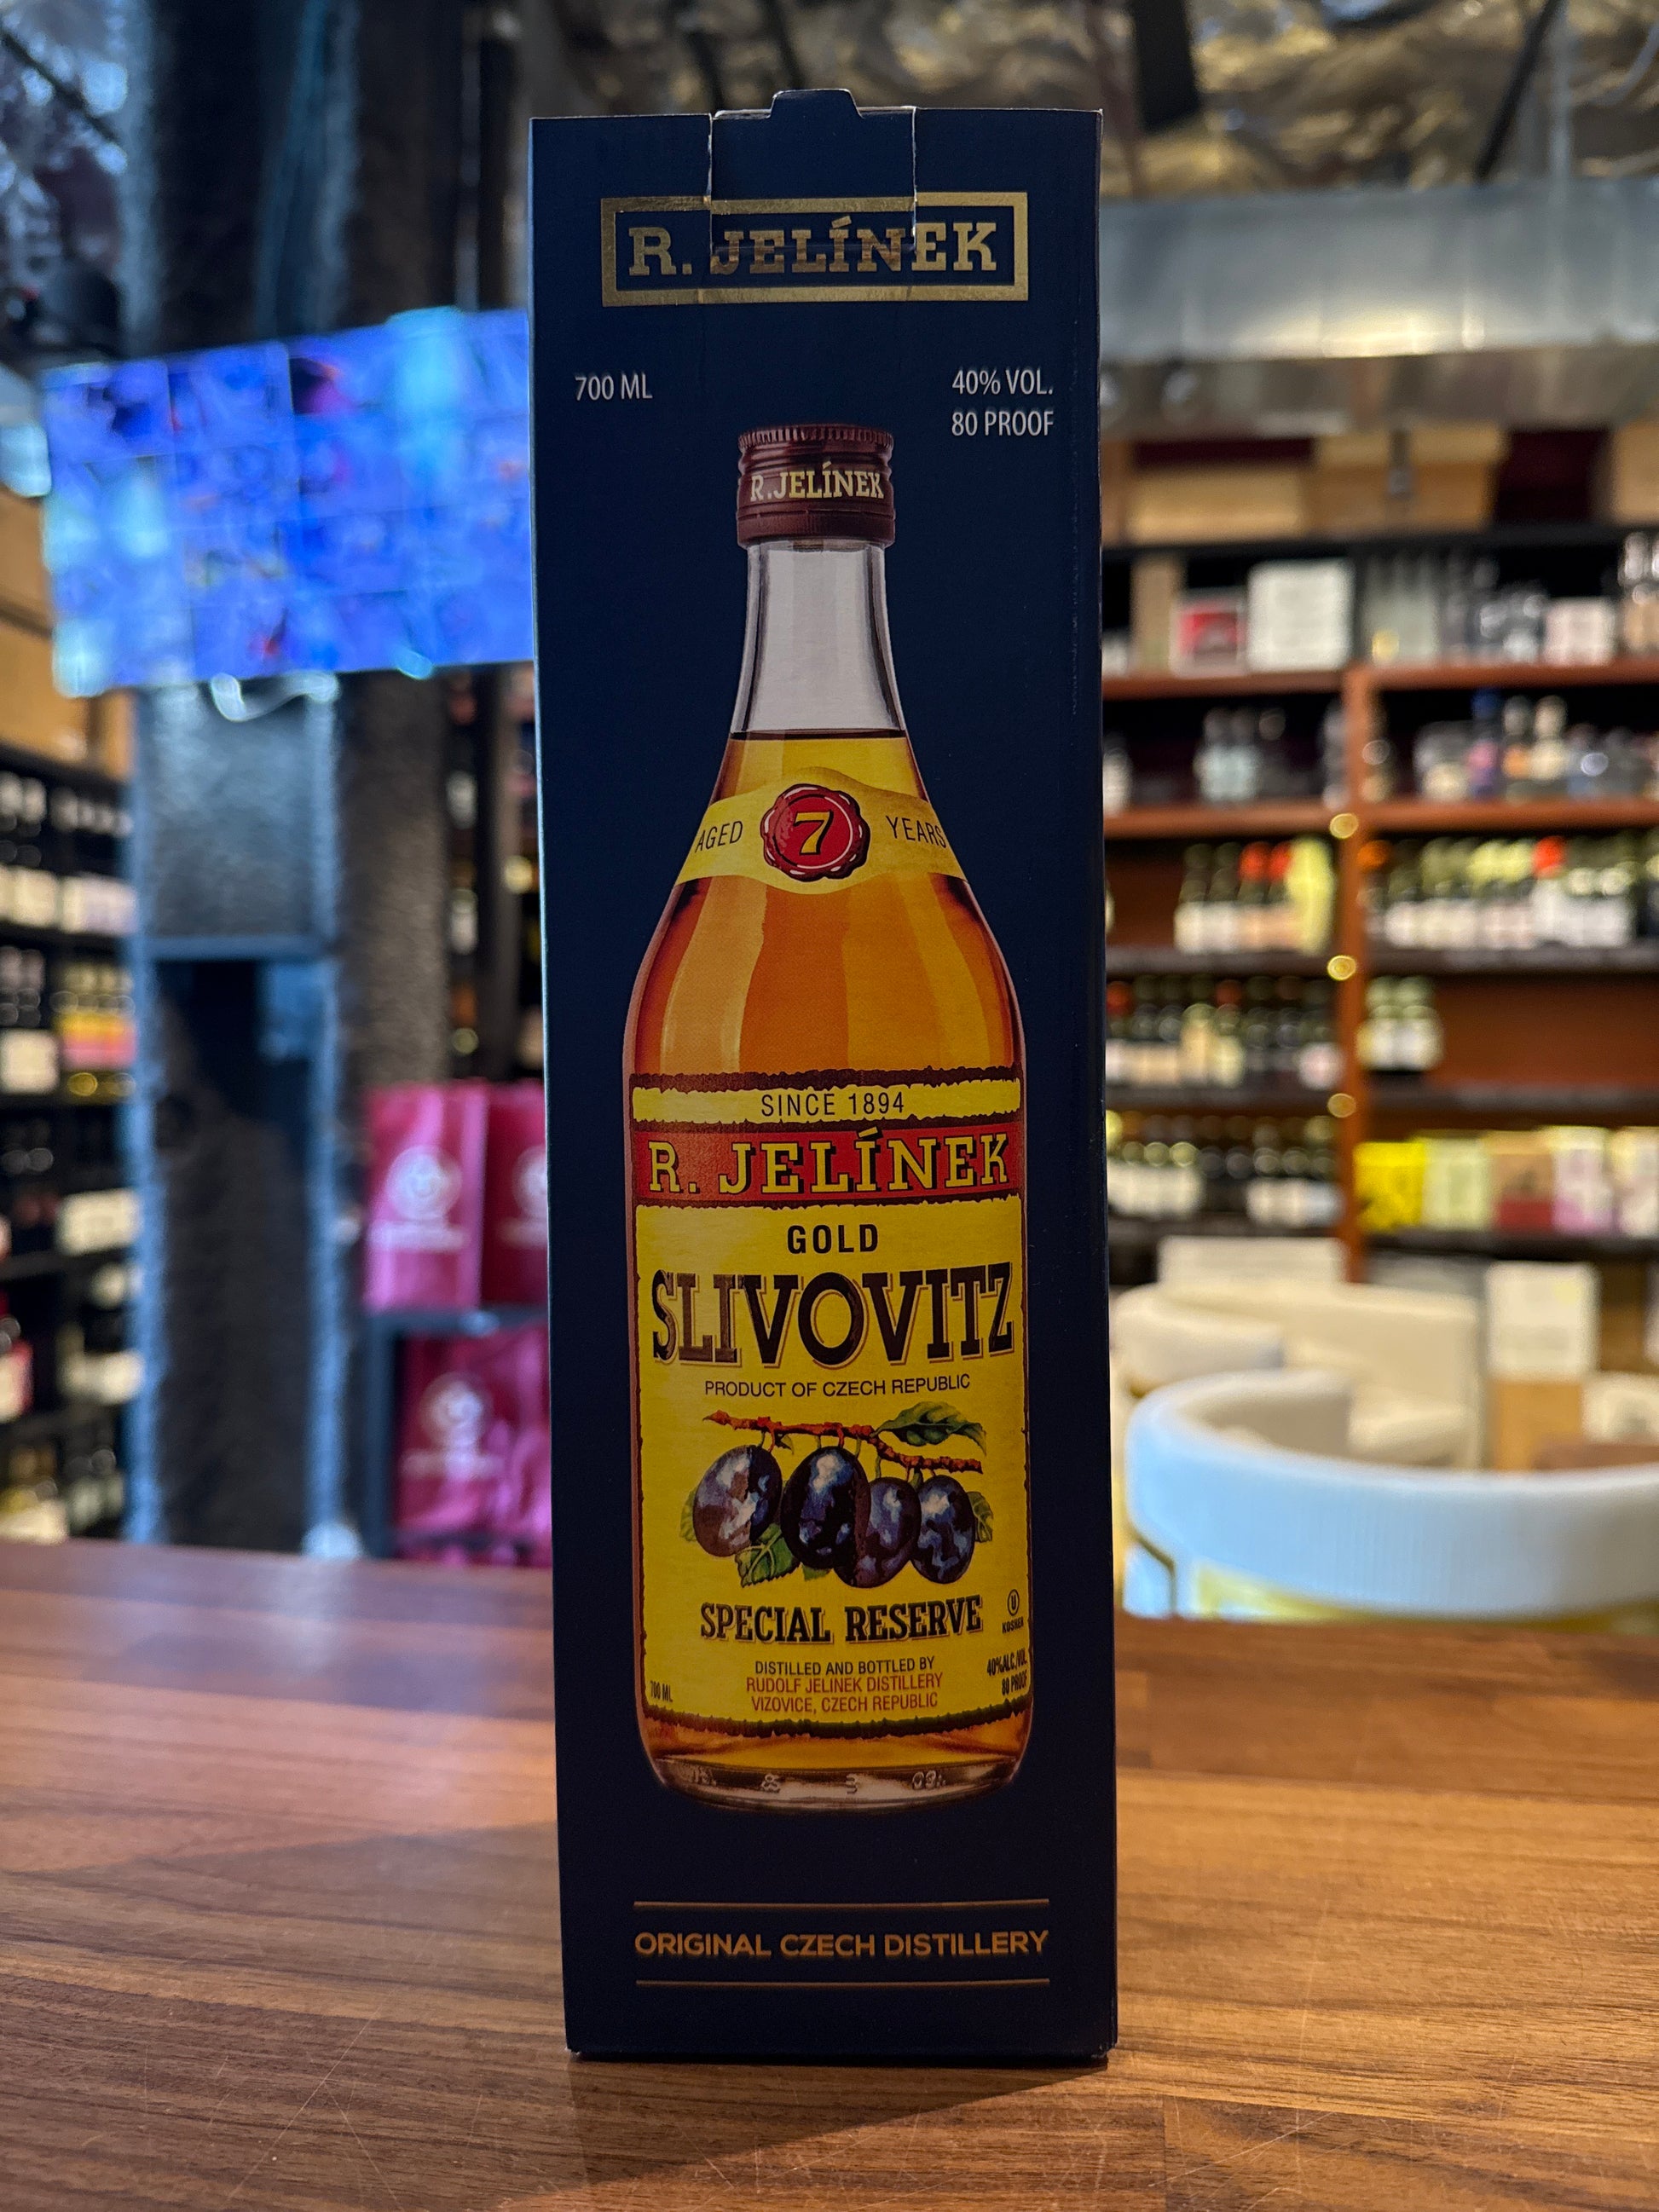 R. JELÍNEK
700 ML
40% VOL.
80 PROOF
R.JELÍNEK
AGED 7 YEARS
SINCE 1894
R. JELÍNEK
GOLD
SLIVOVITZ
PRODUCT OF CZECH REPUBLIC
SPECIAL RESERVE
U
KOSHER
DISTILLED AND BOTTLED BY
RUDOLF JELINEK DISTILLERY
VIZOVICE, CZECH REPUBLIC
40%ALC./VOL.
80 PROOF
700 ML
ORIGINAL CZECH DISTILLERY